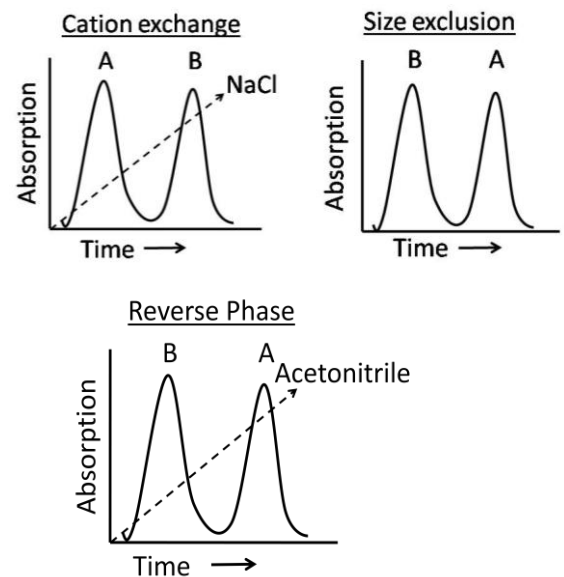 Cation exchange
A B
NaCl
Absorption
Time
Size exclusion
B A
Absorption
Time
Reverse Phase
B A
Acetonitrile
Absorption
Time